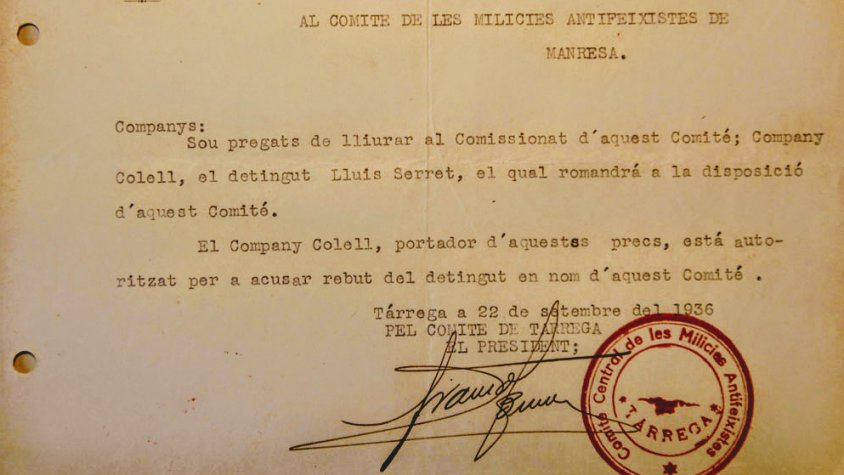 AL COMITE DE LES MILICIES ANTIFEIXISTES DE
MANRESA.
Companys:
Sou pregats de lliurar al Comissionat d´aquest Comité; Company
Colell, el detingut Lluis Serret, el qual romandrá a la disposició
d´aquest Comité.
El Company Colell, portador d´aquestss precs, está auto-
ritzat per a acusar rebut del detingut en nom d´aquest Comité .
Tárrega a 22 de setembre del 1936
PEL COMITE DE TARREGA
EL PRESIDENT;
Comité Central de les Milicies Antifeixistes
* TÀRREGA *